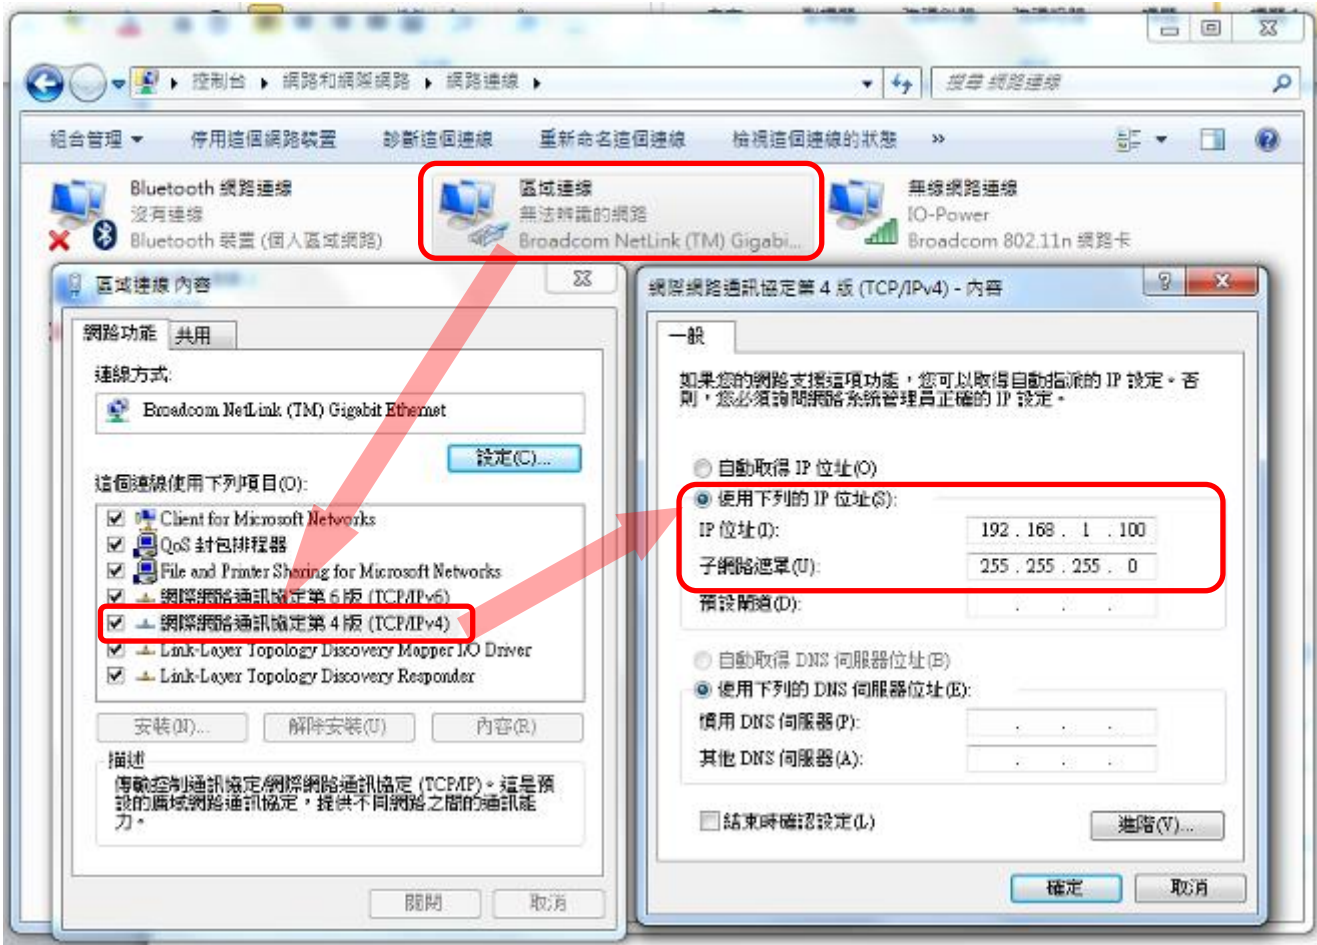 控制台 ▸ 網路和網際網路 ▸ 網路連線 ▸
搜尋 網路連線
組合管理 停用這個網路裝置 診斷這個連線 重新命名這個連線 檢視這個連線的狀態 »
Bluetooth 網路連線
沒有連線
Bluetooth 裝置 (個人區域網路)
區域連線
無法辨識的網路
Broadcom NetLink (TM) Gigabi...
無線網路連線
IO-Power
Broadcom 802.11n 網路卡
區域連線 內容
網路功能 共用
連線方式:
Broadcom NetLink (TM) Gigabit Ethernet
設定(C)...
這個連線使用下列項目(O):
Client for Microsoft Networks
QoS 封包排程器
File and Printer Sharing for Microsoft Networks
網際網路通訊協定第 6 版 (TCP/IPv6)
網際網路通訊協定第 4 版 (TCP/IPv4)
Link-Layer Topology Discovery Mapper I/O Driver
Link-Layer Topology Discovery Responder
安裝(N)... 解除安裝(U) 內容(R)
描述
傳輸控制通訊協定/網際網路通訊協定 (TCP/IP)。這是預
設的廣域網路通訊協定，提供不同網路之間的通訊能
力。
關閉 取消
網際網路通訊協定第 4 版 (TCP/IPv4) - 內容
一般
如果您的網路支援這項功能，您可以取得自動指派的 IP 設定。否
則，您必須詢問網路系統管理員正確的 IP 設定。
自動取得 IP 位址(O)
使用下列的 IP 位址(S):
IP 位址(I): 192 . 168 . 1 . 100
子網路遮罩(U): 255 . 255 . 255 . 0
預設閘道(D): . . .
自動取得 DNS 伺服器位址(B)
使用下列的 DNS 伺服器位址(E):
慣用 DNS 伺服器(P): . . .
其他 DNS 伺服器(A): . . .
結束時確認設定(L)
進階(V)...
確定 取消